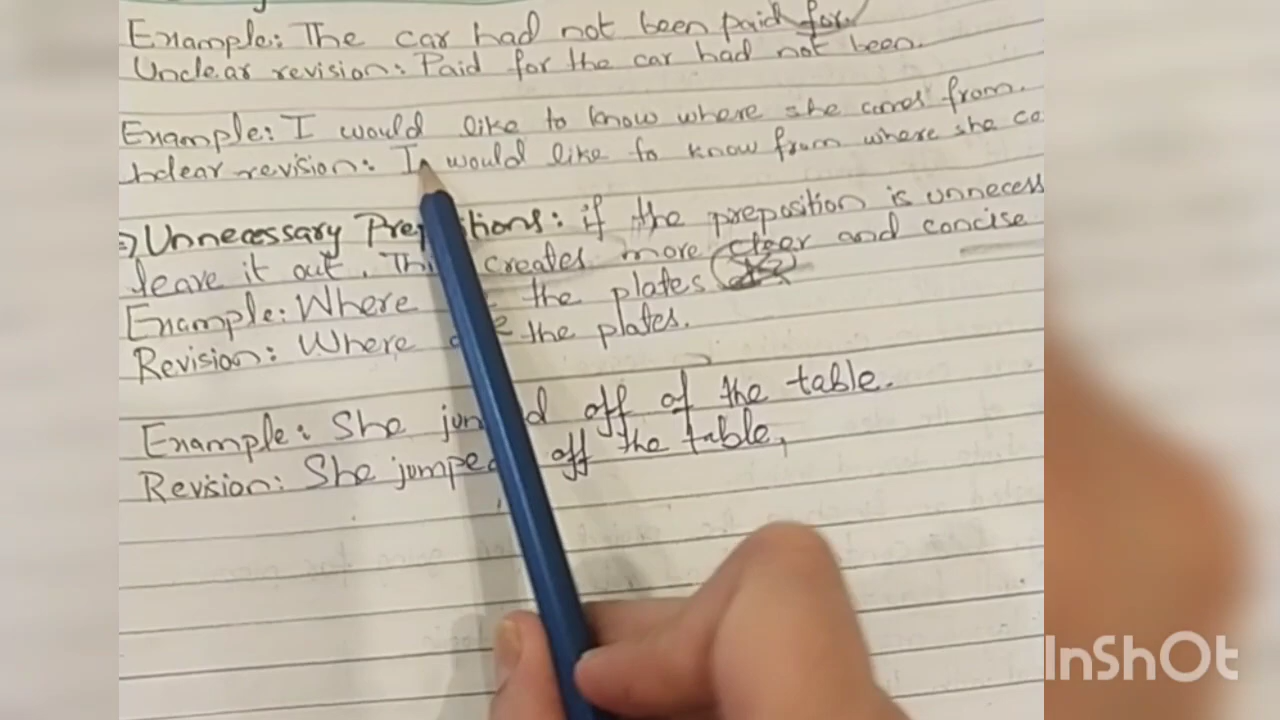 Example: The car had not been paid for.
Unclear revision: Paid for the car had not been.
Example: I would like to know where she comes from.
Unclear revision: I would like to know from where she co
=) Unnecessary Prepositions: if the preposition is unnecess
leave it out. This creates more clear and concise
Example: Where the plates
Revision: Where are the plates.
Example: She jumped off of the table.
Revision: She jumped off the table,
InShOt